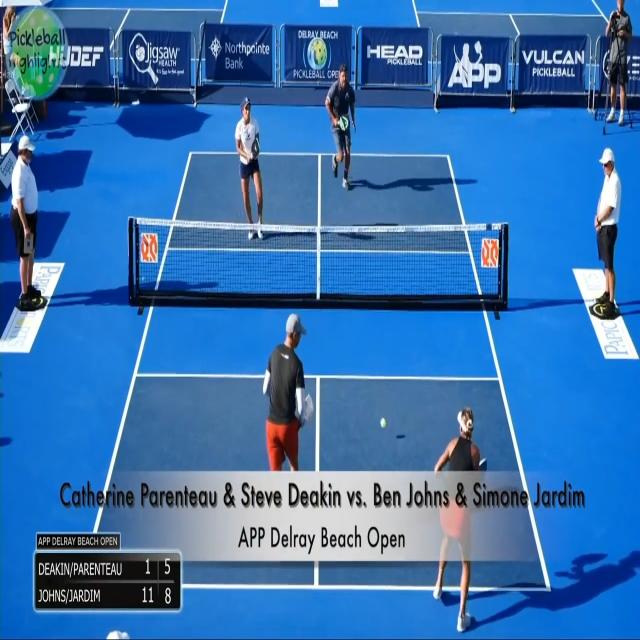 Pickleball
Highlights
HUDEF
Jigsaw
HEALTH
Northpointe
Bank
DELRAY BEACH
PICKLEBALL OPEN
HEAD
PICKLEBALL
APP
VULCAN
PICKLEBALL
Catherine Parenteau & Steve Deakin vs. Ben Johns & Simone Jardim
APP Delray Beach Open
APP DELRAY BEACH OPEN
DEAKIN/PARENTEAU 1 5
JOHNS/JARDIM 11 8